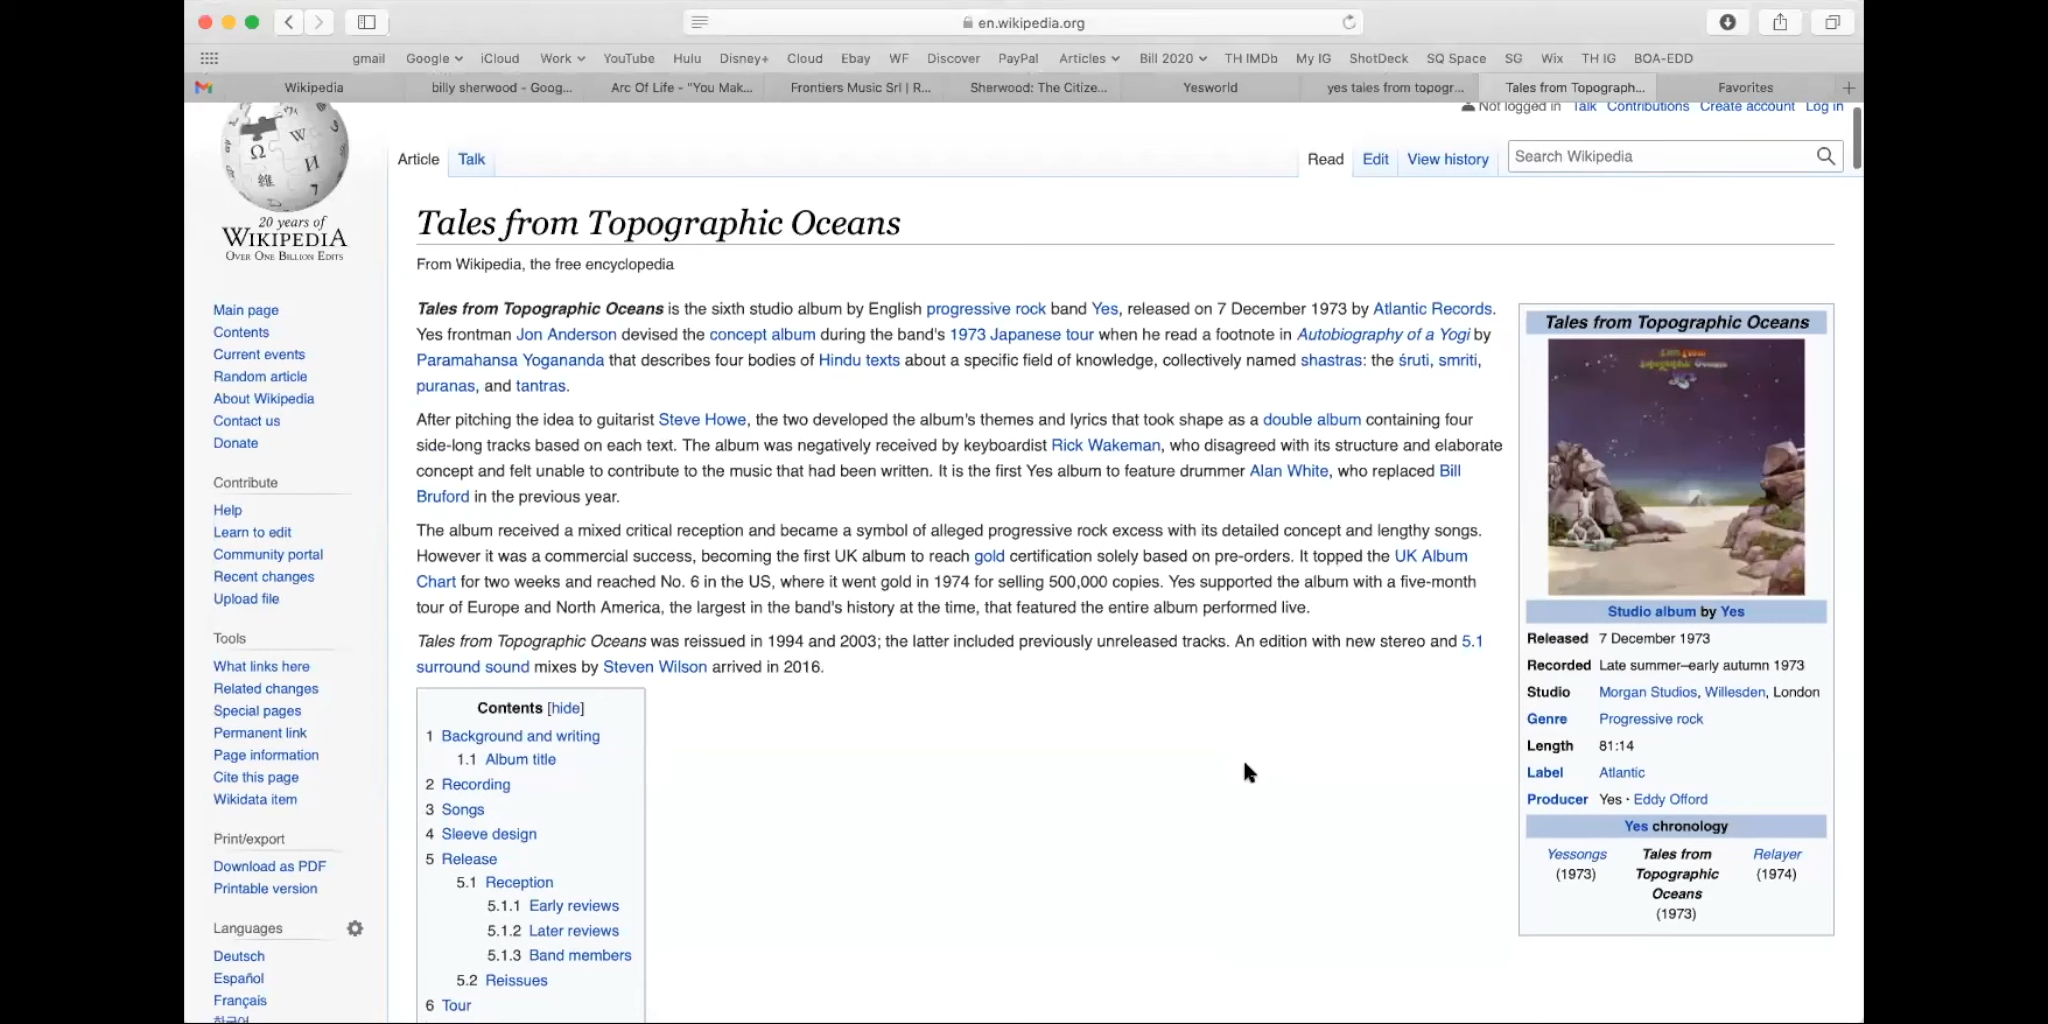 en.wikipedia.org
gmail Google iCloud Work YouTube Hulu Disney+ Cloud Ebay WF Discover PayPal Articles Bill 2020 TH IMDb My IG ShotDeck SQ Space SG Wix TH IG BOA-EDD
Wikipedia billy sherwood - Goog... Arc Of Life - "You Mak... Frontiers Music Srl | R... Sherwood: The Citize... Yesworld yes tales from topogr... Tales from Topograph... Favorites
Not logged in Talk Contributions Create account Log in
Article Talk Read Edit View history Search Wikipedia
20 years of
WIKIPEDIA
OVER ONE BILLION EDITS
Main page
Contents
Current events
Random article
About Wikipedia
Contact us
Donate
Contribute
Help
Learn to edit
Community portal
Recent changes
Upload file
Tools
What links here
Related changes
Special pages
Permanent link
Page information
Cite this page
Wikidata item
Print/export
Download as PDF
Printable version
Languages
Deutsch
Español
Français
한국어
Tales from Topographic Oceans
From Wikipedia, the free encyclopedia
Tales from Topographic Oceans is the sixth studio album by English progressive rock band Yes, released on 7 December 1973 by Atlantic Records.
Yes frontman Jon Anderson devised the concept album during the band's 1973 Japanese tour when he read a footnote in Autobiography of a Yogi by
Paramahansa Yogananda that describes four bodies of Hindu texts about a specific field of knowledge, collectively named shastras: the śruti, smriti,
puranas, and tantras.
After pitching the idea to guitarist Steve Howe, the two developed the album's themes and lyrics that took shape as a double album containing four
side-long tracks based on each text. The album was negatively received by keyboardist Rick Wakeman, who disagreed with its structure and elaborate
concept and felt unable to contribute to the music that had been written. It is the first Yes album to feature drummer Alan White, who replaced Bill
Bruford in the previous year.
The album received a mixed critical reception and became a symbol of alleged progressive rock excess with its detailed concept and lengthy songs.
However it was a commercial success, becoming the first UK album to reach gold certification solely based on pre-orders. It topped the UK Album
Chart for two weeks and reached No. 6 in the US, where it went gold in 1974 for selling 500,000 copies. Yes supported the album with a five-month
tour of Europe and North America, the largest in the band's history at the time, that featured the entire album performed live.
Tales from Topographic Oceans was reissued in 1994 and 2003; the latter included previously unreleased tracks. An edition with new stereo and 5.1
surround sound mixes by Steven Wilson arrived in 2016.
Contents [hide]
1 Background and writing
1.1 Album title
2 Recording
3 Songs
4 Sleeve design
5 Release
5.1 Reception
5.1.1 Early reviews
5.1.2 Later reviews
5.1.3 Band members
5.2 Reissues
6 Tour
Tales from Topographic Oceans
Tales From
Topographic Oceans
Yes
Studio album by Yes
Released 7 December 1973
Recorded Late summer–early autumn 1973
Studio Morgan Studios, Willesden, London
Genre Progressive rock
Length 81:14
Label Atlantic
Producer Yes · Eddy Offord
Yes chronology
Yessongs
(1973)
Tales from
Topographic
Oceans
(1973)
Relayer
(1974)